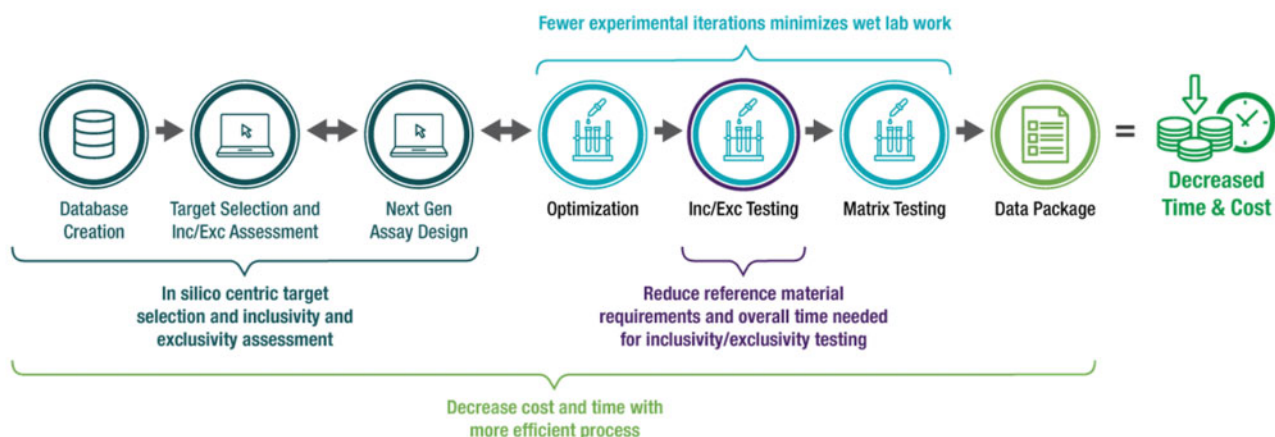 Fewer experimental iterations minimizes wet lab work
Database
Creation
Target Selection and
Inc/Exc Assessment
Next Gen
Assay Design
Optimization
Inc/Exc Testing
Matrix Testing
Data Package
=
Decreased
Time & Cost
In silico centric target
selection and inclusivity and
exclusivity assessment
Reduce reference material
requirements and overall time needed
for inclusivity/exclusivity testing
Decrease cost and time with
more efficient process